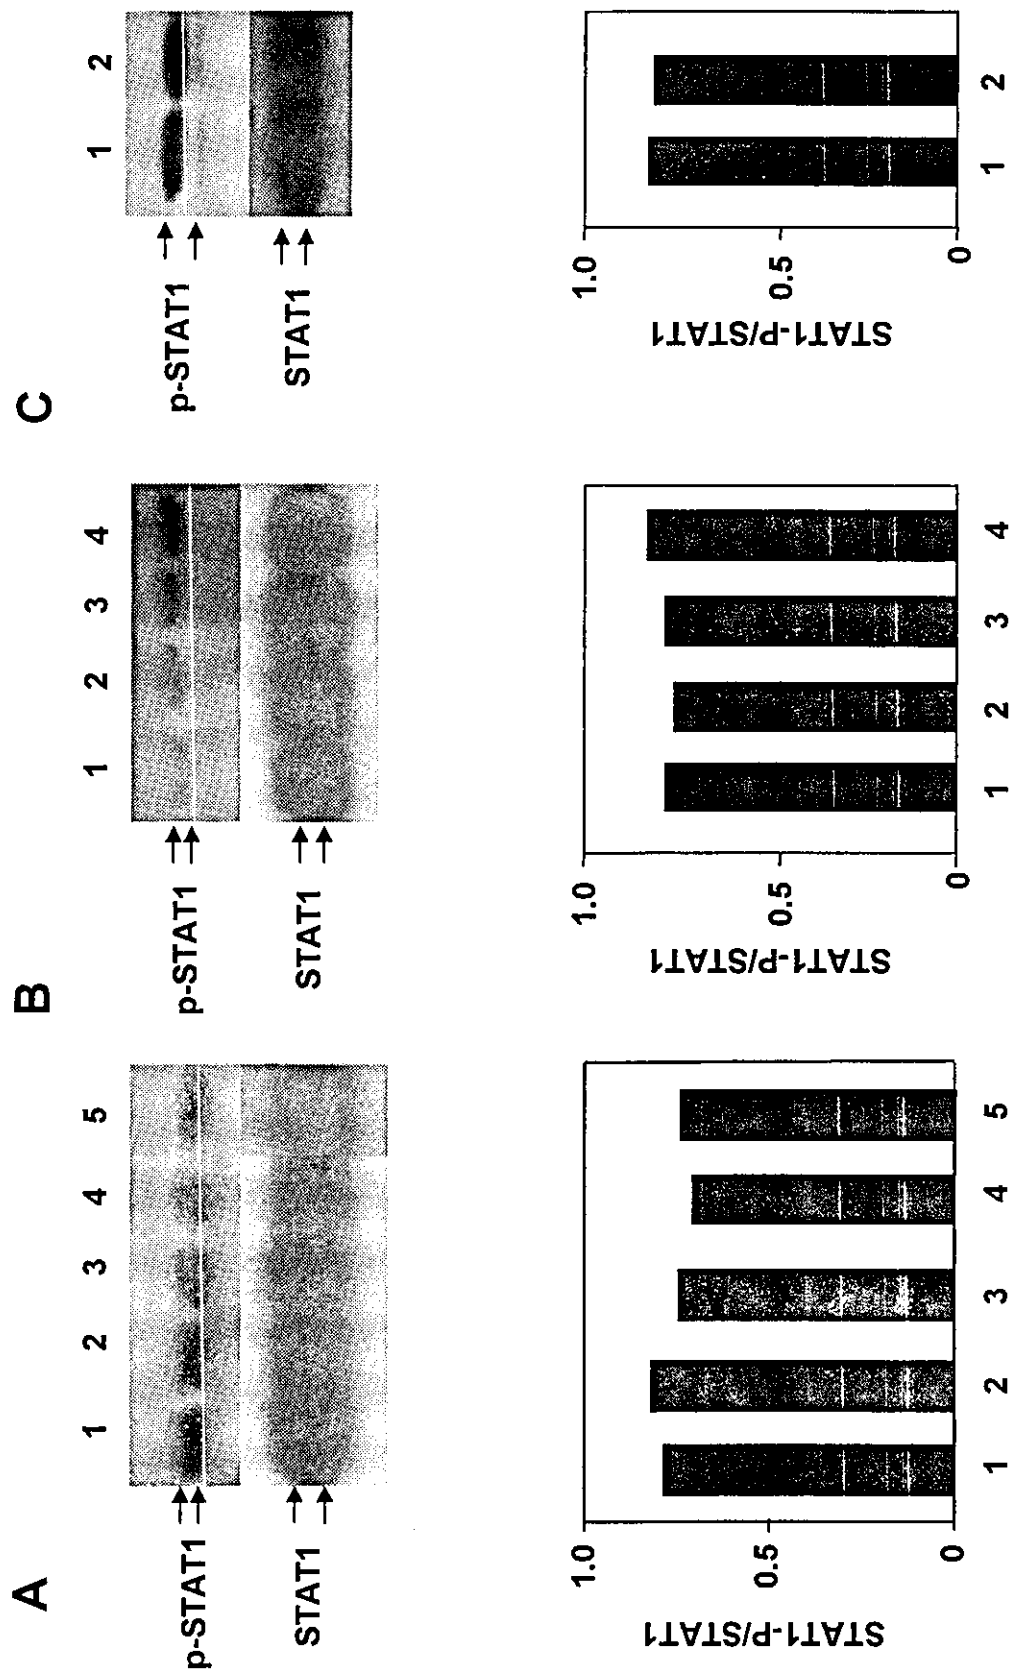 A
1 2 3 4 5
p-STAT1
STAT1
STAT1-P/STAT1
1.0
0.5
0
1 2 3 4 5
B
1 2 3 4
p-STAT1
STAT1
STAT1-P/STAT1
1.0
0.5
0
1 2 3 4
C
1 2
p-STAT1
STAT1
STAT1-P/STAT1
1.0
0.5
0
1 2